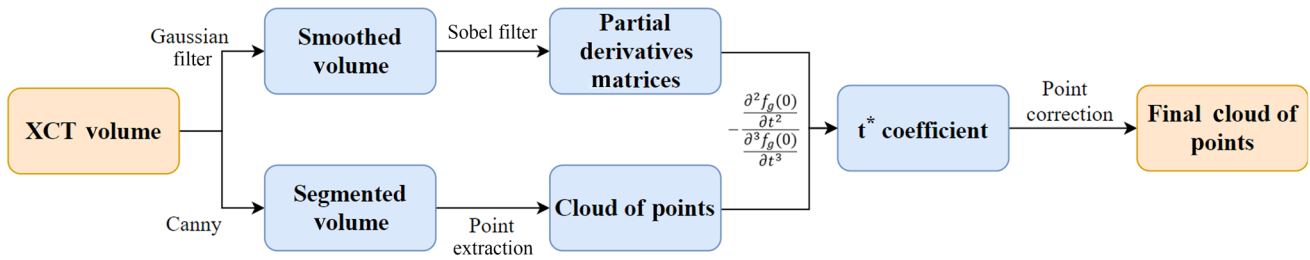 XCT volume
Gaussian
filter
Smoothed
volume
Sobel filter
Partial
derivatives
matrices
Canny
Segmented
volume
Point
extraction
Cloud of points
∂²f_g(0)
∂t²
−
∂³f_g(0)
∂t³
t* coefficient
Point
correction
Final cloud of
points